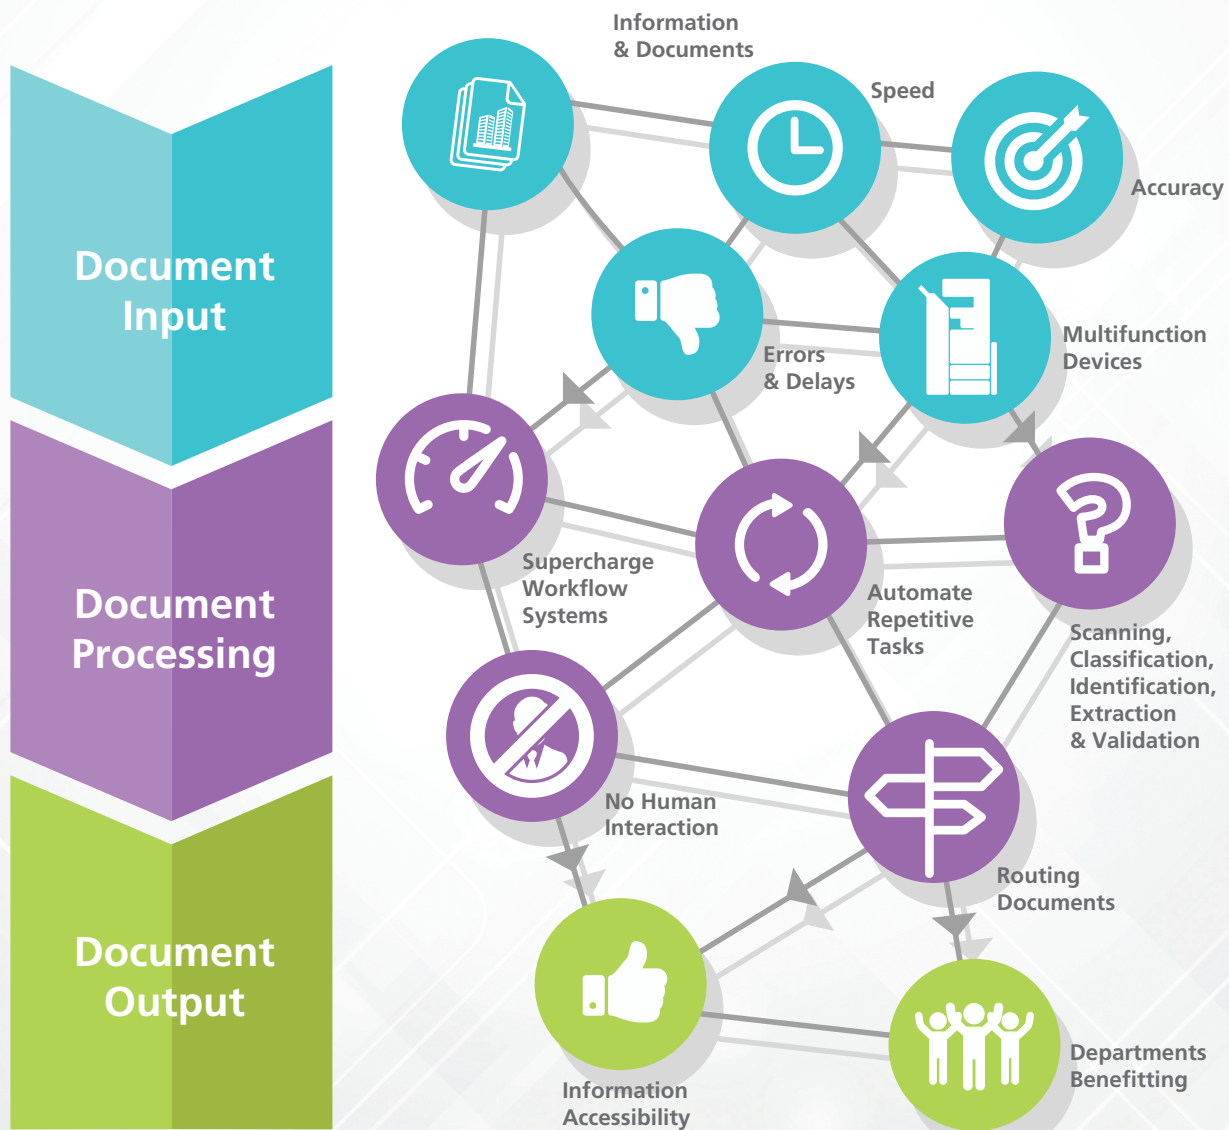 Document
Input
Document
Processing
Document
Output
Information
& Documents
Speed
Accuracy
Errors
& Delays
Multifunction
Devices
Supercharge
Workflow
Systems
Automate
Repetitive
Tasks
Scanning,
Classification,
Identification,
Extraction
& Validation
No Human
Interaction
Routing
Documents
Information
Accessibility
Departments
Benefitting